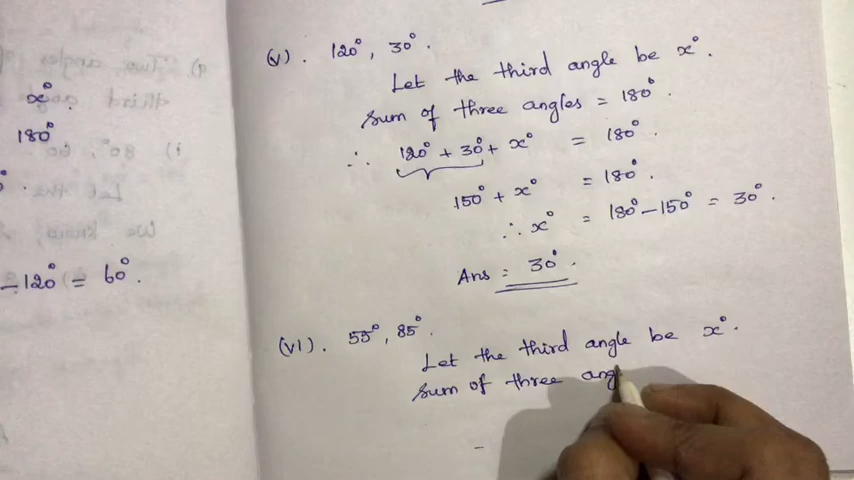 x°.
180°
-120° = 60°.
(v). 120°, 30°.
Let the third angle be x°.
Sum of three angles = 180°.
∴ 120° + 30° + x° = 180°.
150° + x° = 180°.
∴ x° = 180° - 150° = 30°.
Ans = 30°.
(VI). 55°, 85°.
Let the third angle be x°.
Sum of three ang